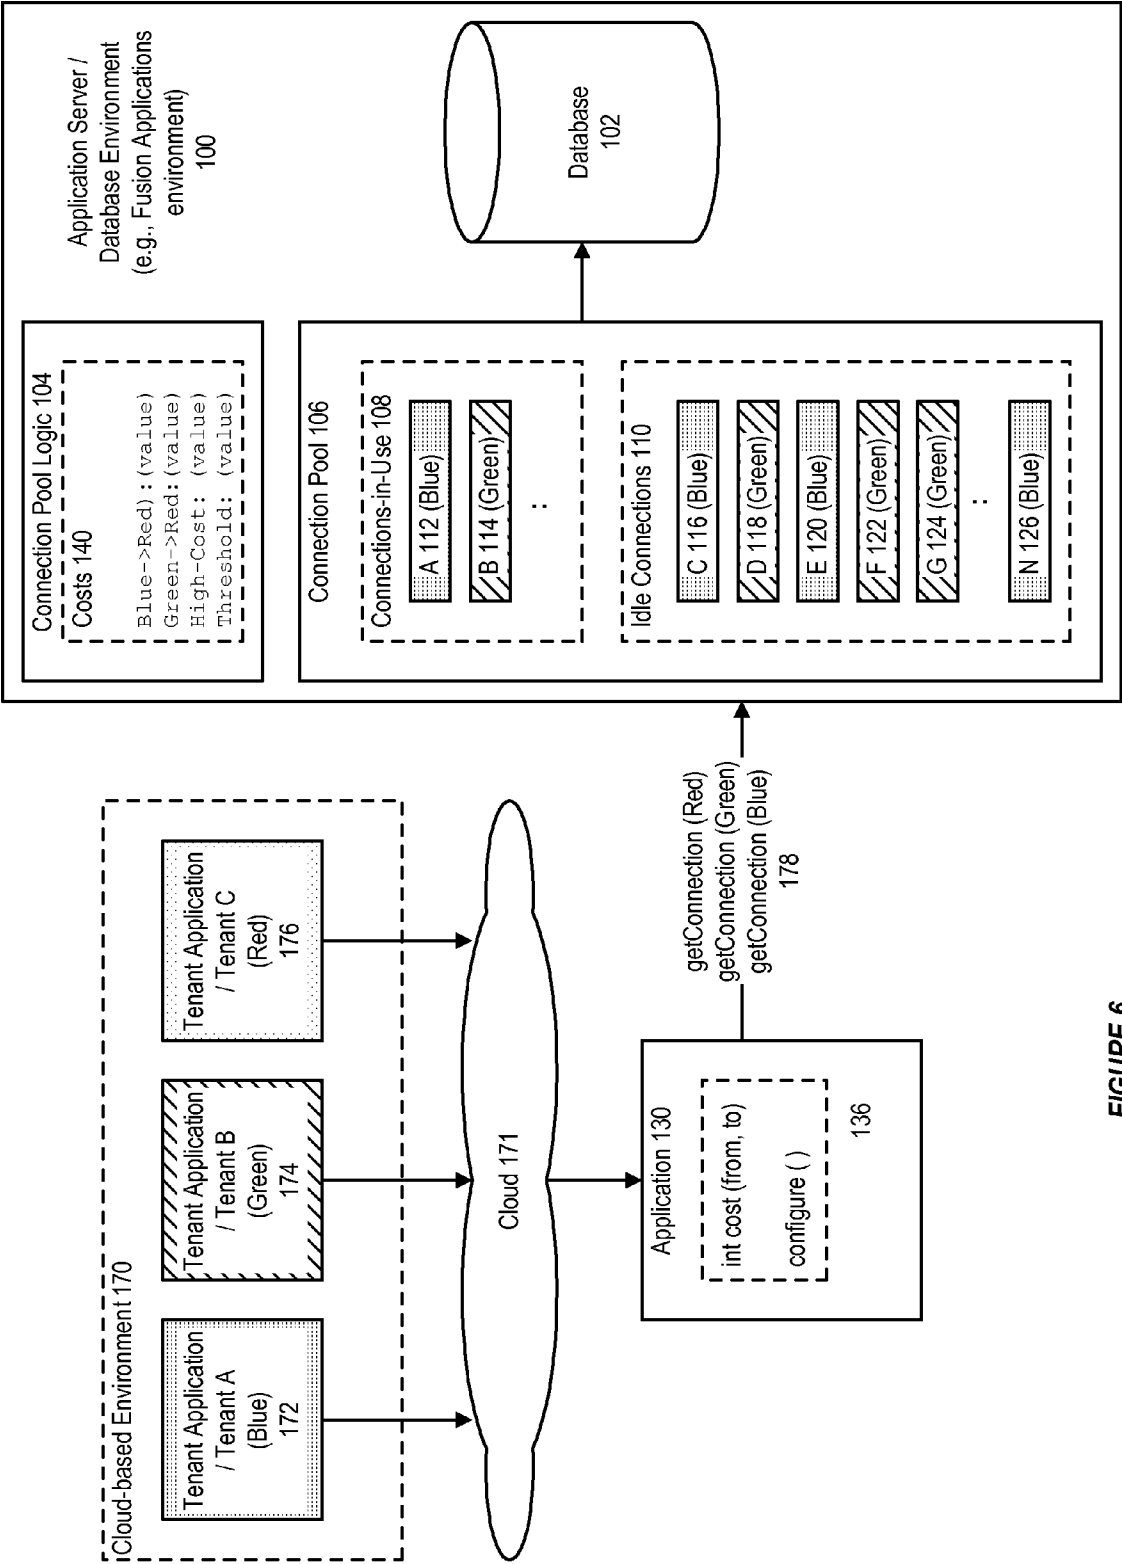 Cloud-based Environment 170
Tenant Application
/ Tenant A
(Blue)
172
Tenant Application
/ Tenant B
(Green)
174
Tenant Application
/ Tenant C
(Red)
176
Cloud 171
Application 130
int cost (from, to)
configure ( )
136
getConnection (Red)
getConnection (Green)
getConnection (Blue)
178
Connection Pool Logic 104
Costs 140
Blue->Red):(value)
Green->Red:(value)
High-Cost: (value)
Threshold: (value)
Application Server /
Database Environment
(e.g., Fusion Applications
environment)
100
Connection Pool 106
Connections-in-Use 108
A 112 (Blue)
B 114 (Green)
:
Idle Connections 110
C 116 (Blue)
D 118 (Green)
E 120 (Blue)
F 122 (Green)
G 124 (Green)
:
N 126 (Blue)
Database
102
FIGURE 6